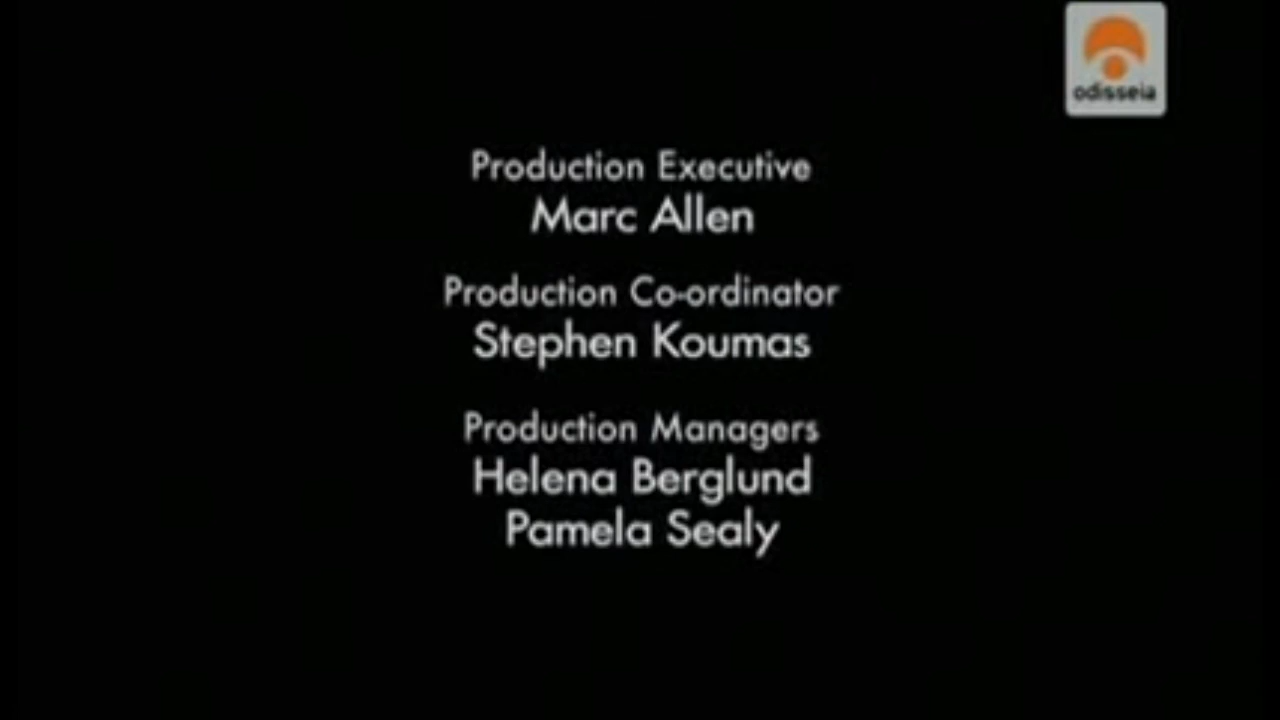 odisseia
Production Executive
Marc Allen
Production Co-ordinator
Stephen Koumas
Production Managers
Helena Berglund
Pamela Sealy